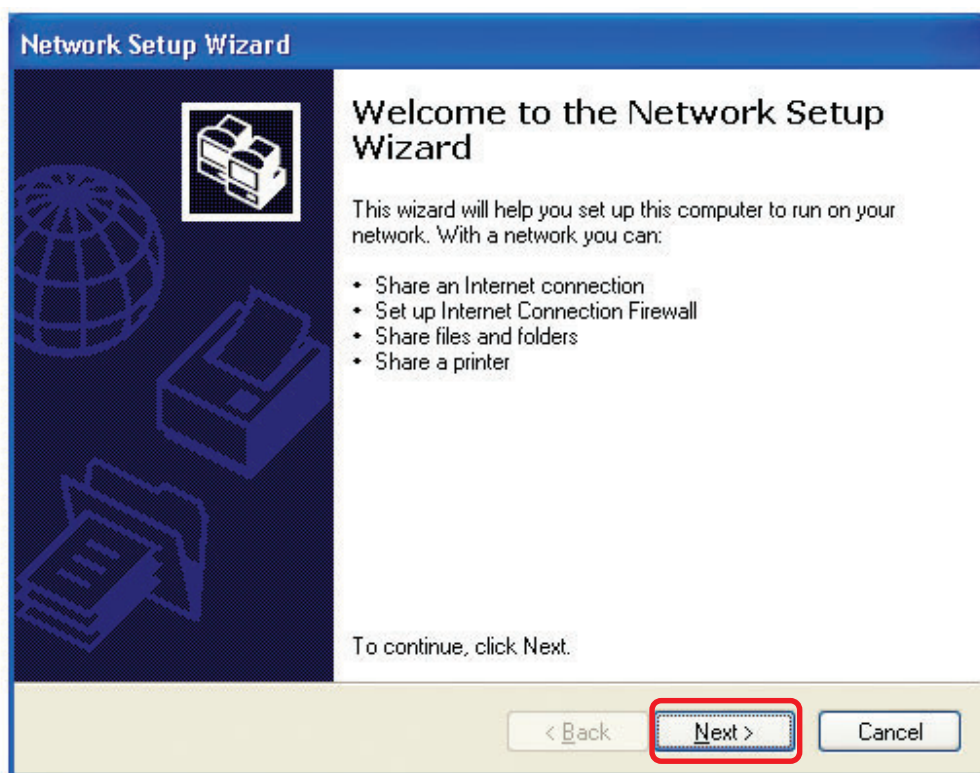 Network Setup Wizard
Welcome to the Network Setup
Wizard
This wizard will help you set up this computer to run on your
network. With a network you can:
• Share an Internet connection
• Set up Internet Connection Firewall
• Share files and folders
• Share a printer
To continue, click Next.
< Back
Next >
Cancel